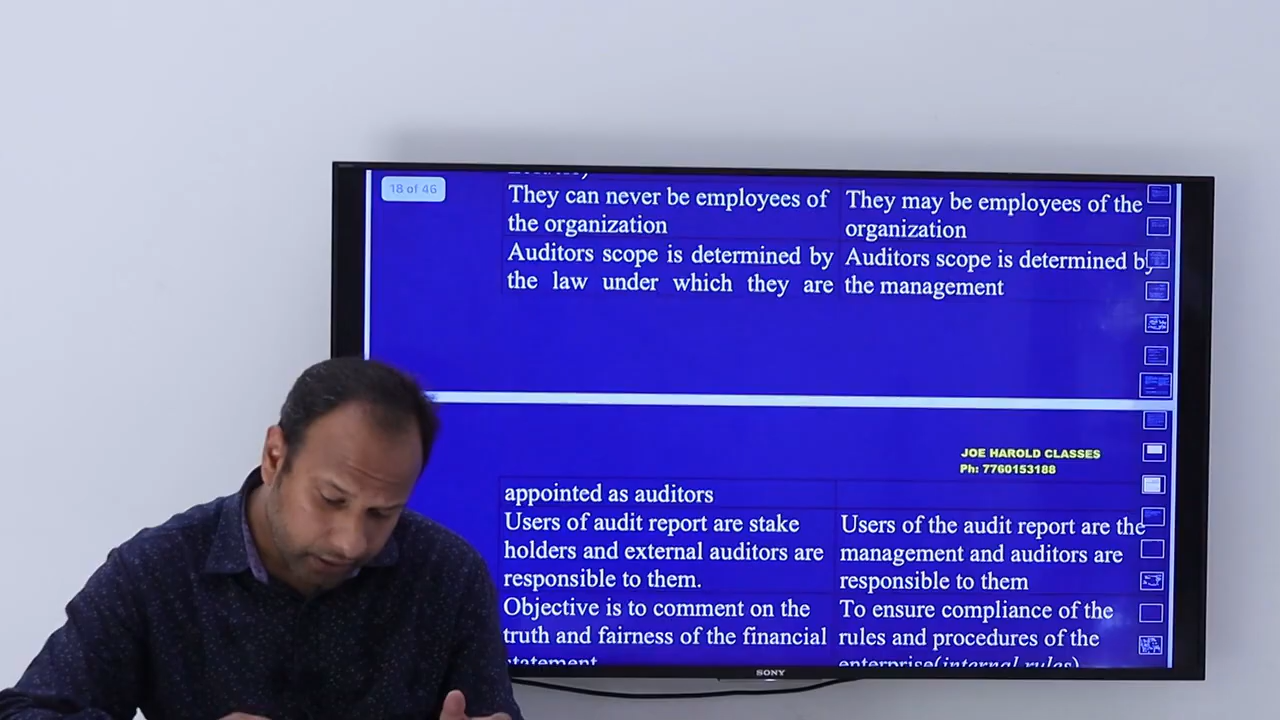 18 of 46
They can never be employees of
the organization
They may be employees of the
organization
Auditors scope is determined by
the law under which they are
Auditors scope is determined by
the management
JOE HAROLD CLASSES
Ph: 7760153188
appointed as auditors
Users of audit report are stake
holders and external auditors are
responsible to them.
Users of the audit report are the
management and auditors are
responsible to them
Objective is to comment on the
truth and fairness of the financial
statement
To ensure compliance of the
rules and procedures of the
enterprise(internal rules)
SONY